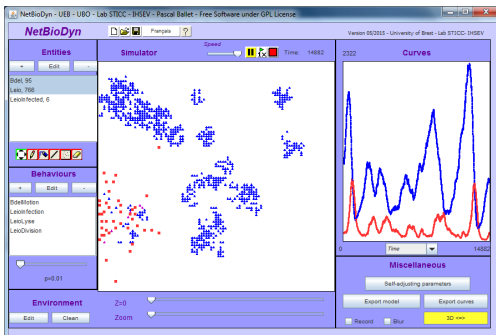 NetBioDyn - UEB - UBO - Lab STICC- IHSEV - Pascal Ballet - Free Software under GPL License
NetBioDyn
Français
?
Version 05/2015 - University of Brest - Lab STICC- IHSEV
Entities
+ Edit -
Bdel, 95
Leio, 766
LeioInfected, 6
Behaviours
+ Edit -
BdellMotion
LeioInfection
LeioLyse
LeioDivision
p=0,01
Environment
Edit Clean
Simulator
Speed
Time 14882
Z=0
Zoom
2322 Curves
0 Time 14882
Miscellaneous
Self-adjusting parameters
Export model Export curves
Record Blur 3D <=>